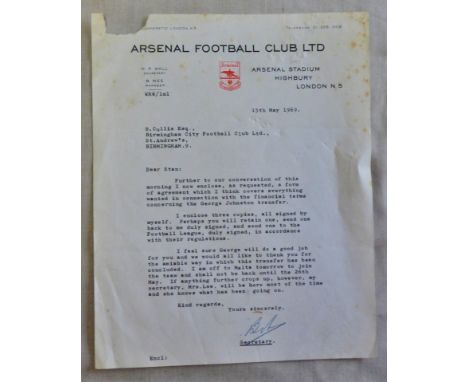 LONDON N.5
ARSENAL FOOTBALL CLUB LTD
ARSENAL STADIUM
HIGHBURY
LONDON N.5
SECRETARY
MANAGER
15th May 1969.
Birmingham City Football Club Ltd.,
St.Andrew's,
BIRMINGHAM.9.
Dear Stan:
Further to our conversation of this
morning I now enclose, as requested, a form
of agreement which I think covers everything
wanted in connection with the financial terms
concerning the George Johnston transfer.
I enclose three copies, all signed by
myself. Perhaps you will retain one, send one
back to me duly signed, and send one to the
Football League, duly signed, in accordance
with their regulations.
I feel sure George will do a good job
for you and we would all like to thank you for
the amiable way in which this transfer has been
concluded. I am off to Malta tomorrow to join
the team and shall not be back until the 26th
May. If anything further crops up, however, my
secretary, Mrs.Lee, will be here most of the time
and she knows what has been going on.
Kind regards,
Yours sincerely,
Secretary.
Encl: